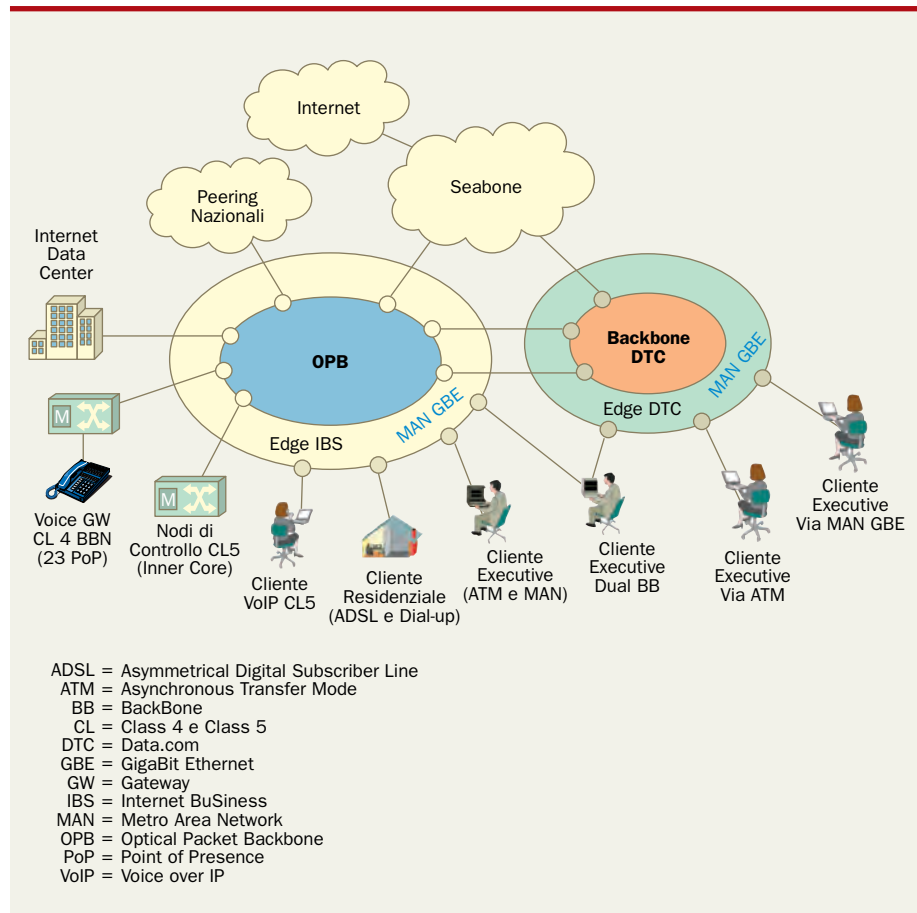 Internet
Seabone
Peering
Nazionali
Internet
Data
Center
OPB
Backbone
DTC
MAN GBE
MAN GBE
Edge DTC
Edge IBS
M
M
Voice GW
CL 4 BBN
(23 PoP)
Nodi di
Controllo CL5
(Inner Core)
Cliente
VoIP CL5
Cliente
Residenziale
(ADSL e Dial-up)
Cliente
Executive
(ATM e MAN)
Cliente
Executive
Dual BB
Cliente
Executive
Via ATM
Cliente
Executive
Via MAN GBE
ADSL = Asymmetrical Digital Subscriber Line
ATM = Asynchronous Transfer Mode
BB = BackBone
CL = Class 4 e Class 5
DTC = Data.com
GBE = GigaBit Ethernet
GW = Gateway
IBS = Internet BuSiness
MAN = Metro Area Network
OPB = Optical Packet Backbone
PoP = Point of Presence
VoIP = Voice over IP